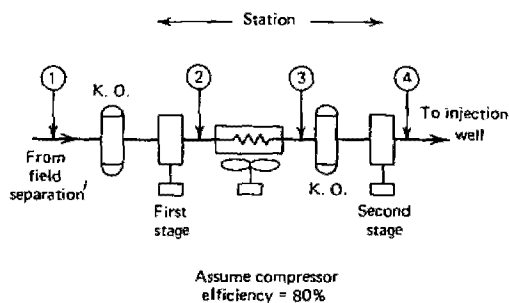 Station
1
2
3
4
K. O.
To injection
well
From
field
separation
First
stage
K. O.
Second
stage
Assume compressor
efficiency = 80%